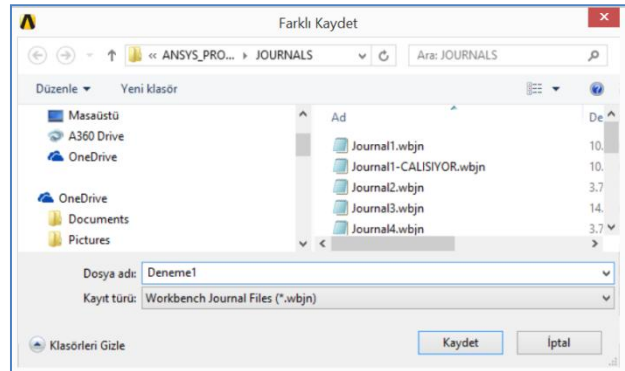 Farklı Kaydet
« ANSYS_PRO... ▸ JOURNALS
Ara: JOURNALS
Düzenle ▾ Yeni klasör
Ad
De
Masaüstü
A360 Drive
OneDrive
OneDrive
Documents
Pictures
Journal1.wbjn 10.
Journal1-CALISIYOR.wbjn 10.
Journal2.wbjn 3.7
Journal3.wbjn 14.
Journal4.wbjn 3.7
Dosya adı: Deneme1
Kayıt türü: Workbench Journal Files (*.wbjn)
Klasörleri Gizle
Kaydet
İptal